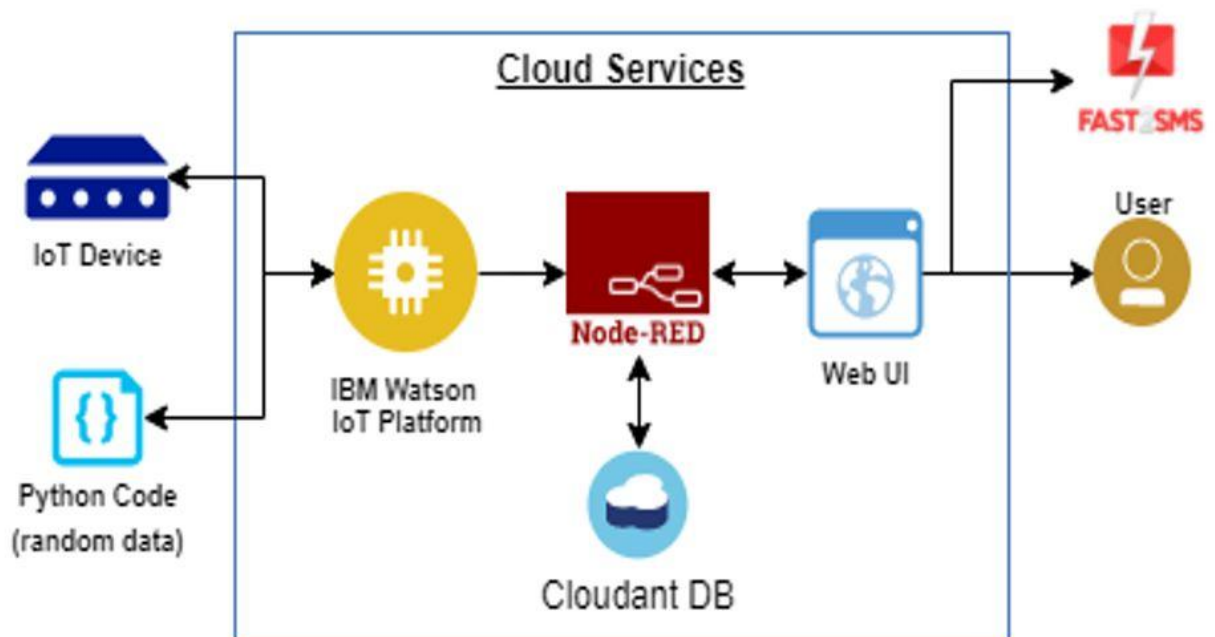 Cloud Services
FAST2SMS
IoT Device
User
Node-RED
Web UI
IBM Watson
IoT Platform
Python Code
(random data)
Cloudant DB